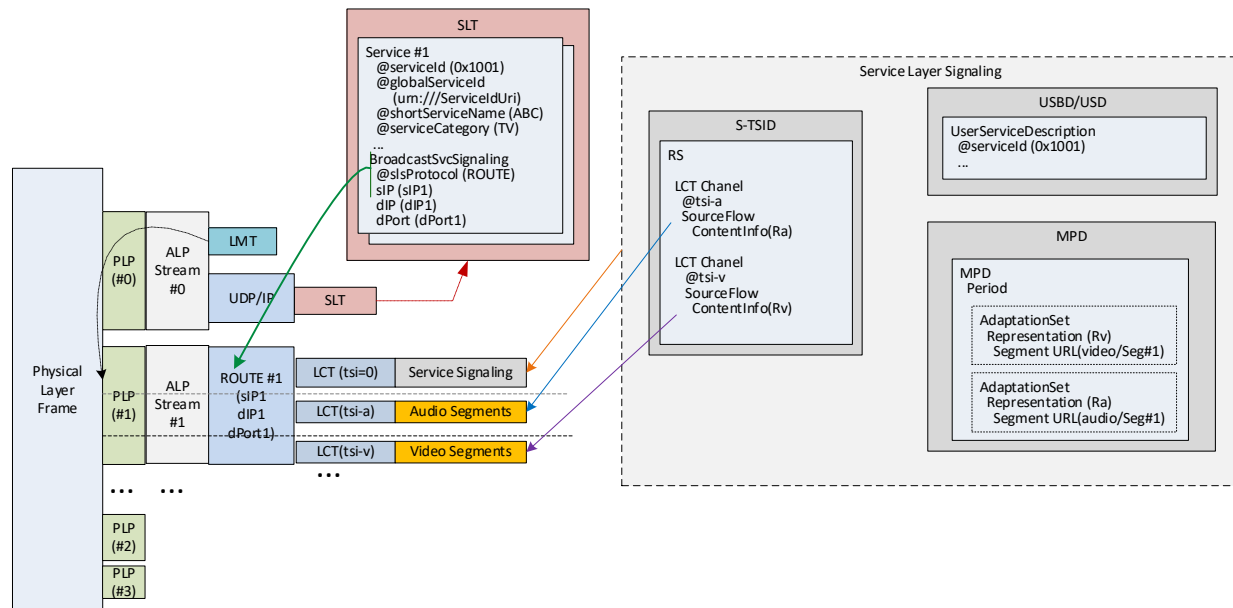 SLT
Service #1
@serviceId (0x1001)
@globalServiceId
(urn:///ServiceIdUri)
@shortServiceName (ABC)
@serviceCategory (TV)
...
BroadcastSvcSignaling
@slsProtocol (ROUTE)
sIP (sIP1)
dIP (dIP1)
dPort (dPort1)
Service Layer Signaling
S-TSID
RS
LCT Chanel
@tsi-a
SourceFlow
ContentInfo(Ra)
LCT Chanel
@tsi-v
SourceFlow
ContentInfo(Rv)
USBD/USD
UserServiceDescription
@serviceId (0x1001)
...
MPD
MPD
Period
AdaptationSet
Representation (Rv)
Segment URL(video/Seg#1)
AdaptationSet
Representation (Ra)
Segment URL(audio/Seg#1)
Physical
Layer
Frame
PLP
(#0)
ALP
Stream
#0
LMT
UDP/IP
SLT
PLP
(#1)
ALP
Stream
#1
ROUTE #1
(sIP1
dIP1
dPort1)
LCT (tsi=0)
Service Signaling
LCT(tsi-a)
Audio Segments
LCT(tsi-v)
Video Segments
...
...
...
PLP
(#2)
PLP
(#3)